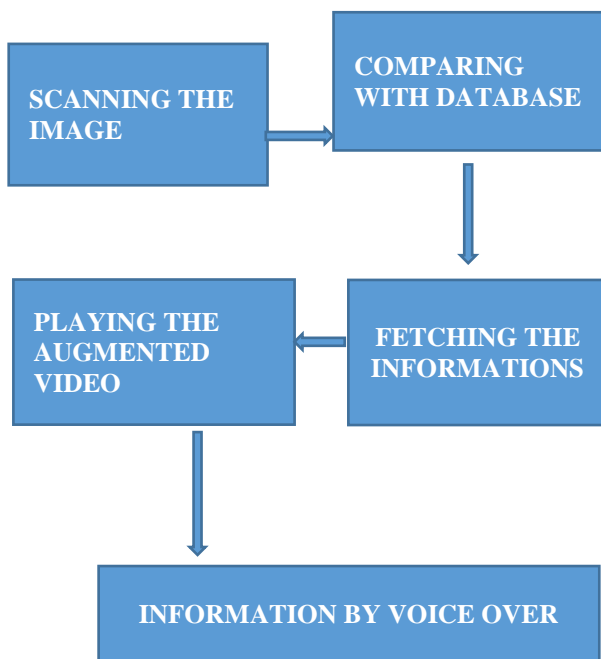 SCANNING THE
IMAGE
COMPARING
WITH DATABASE
FETCHING THE
INFORMATIONS
PLAYING THE
AUGMENTED
VIDEO
INFORMATION BY VOICE OVER